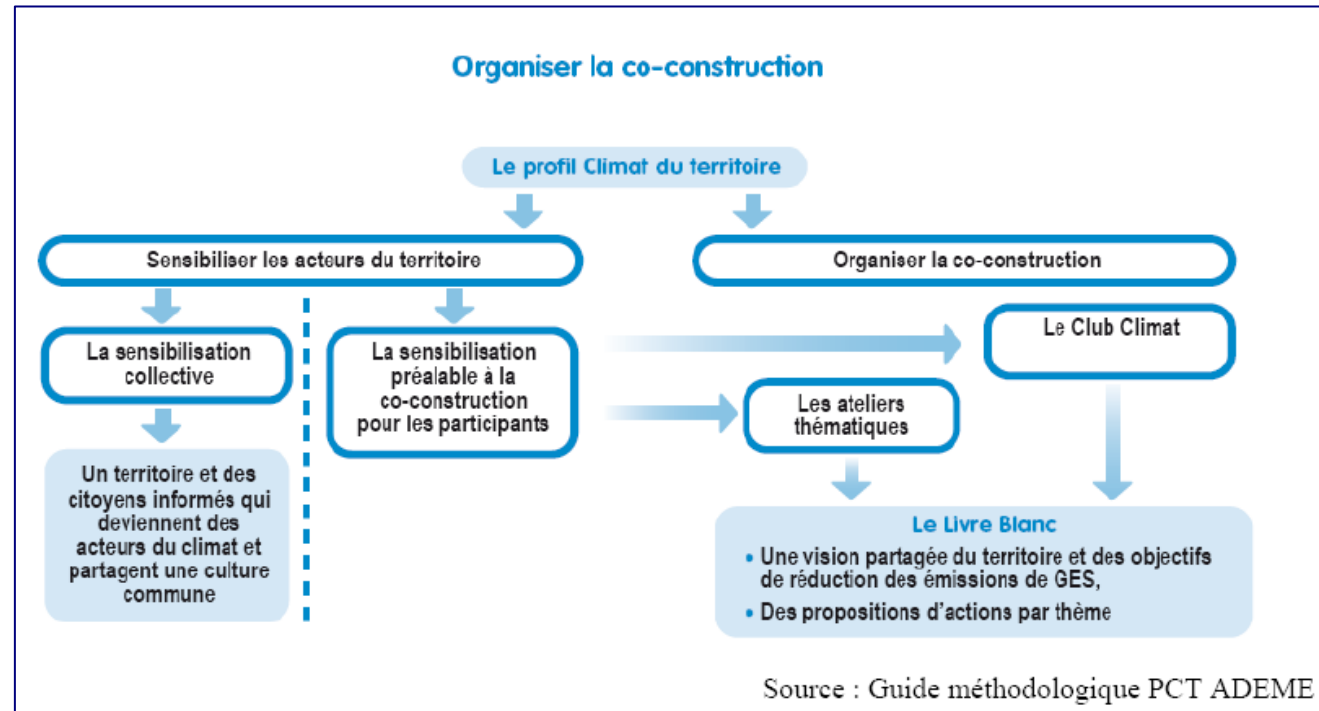 Organiser la co-construction
Le profil Climat du territoire
Sensibiliser les acteurs du territoire
Organiser la co-construction
La sensibilisation
collective
La sensibilisation
préalable à la
co-construction
pour les participants
Le Club Climat
Les ateliers
thématiques
Un territoire et des
citoyens informés qui
deviennent des
acteurs du climat et
partagent une culture
commune
Le Livre Blanc
• Une vision partagée du territoire et des objectifs
de réduction des émissions de GES,
• Des propositions d'actions par thème
Source : Guide méthodologique PCT ADEME